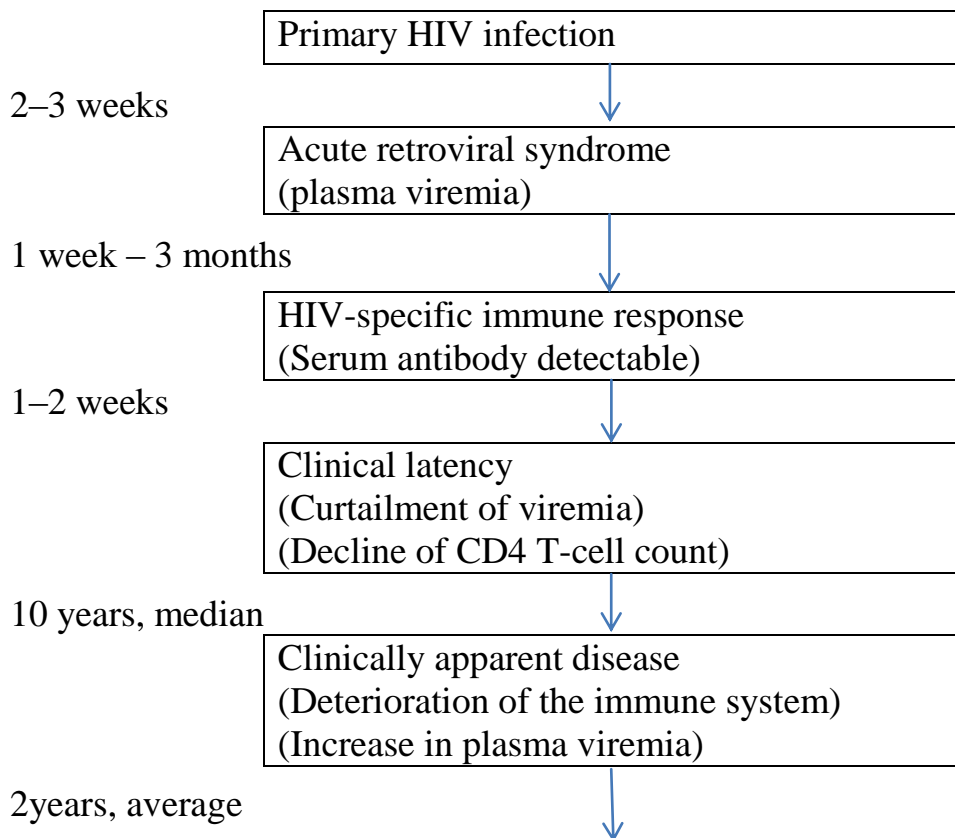 Primary HIV infection
2–3 weeks
Acute retroviral syndrome
(plasma viremia)
1 week – 3 months
HIV-specific immune response
(Serum antibody detectable)
1–2 weeks
Clinical latency
(Curtailment of viremia)
(Decline of CD4 T-cell count)
10 years, median
Clinically apparent disease
(Deterioration of the immune system)
(Increase in plasma viremia)
2years, average